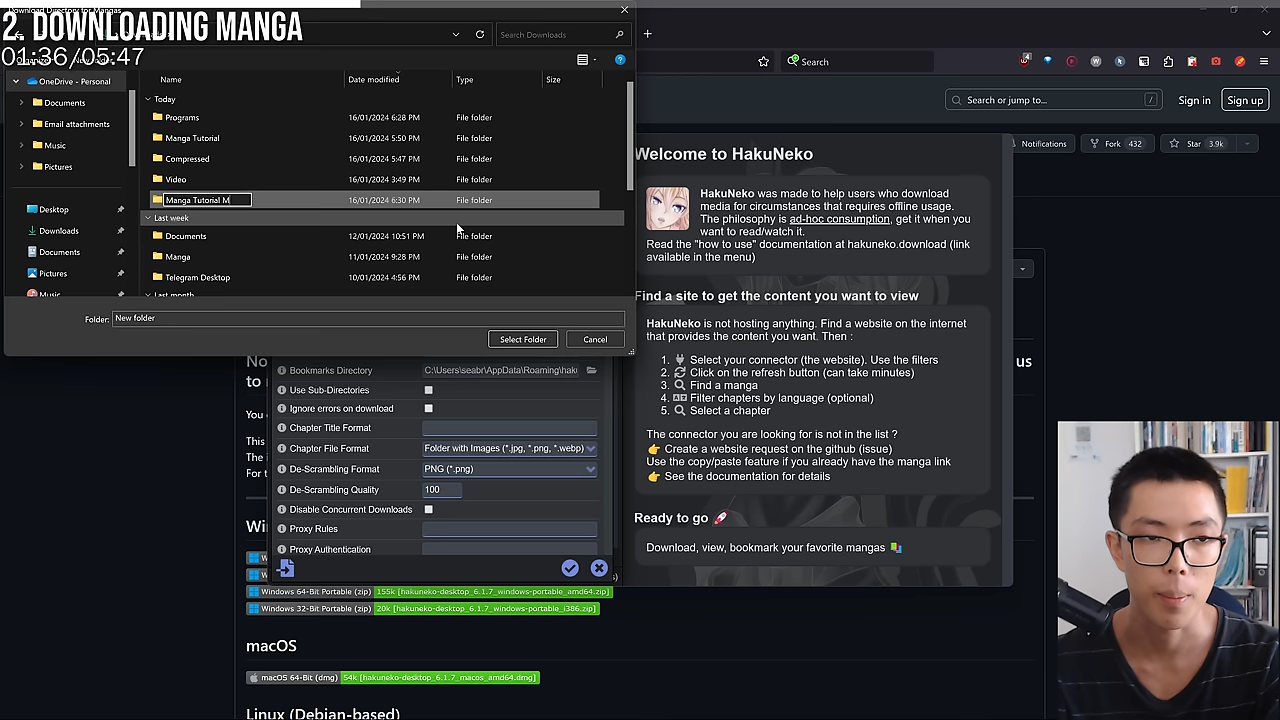 Download Directory for Mangas
2. DOWNLOADING MANGA
01:36/05:47
Search Downloads
OneDrive - Personal
Documents
Email attachments
Music
Pictures
Desktop
Downloads
Documents
Pictures
Music
Name Date modified Type Size
Today
Programs 16/01/2024 6:28 PM File folder
Manga Tutorial 16/01/2024 5:50 PM File folder
Compressed 16/01/2024 5:47 PM File folder
Video 16/01/2024 3:49 PM File folder
Manga Tutorial M 16/01/2024 6:30 PM File folder
Last week
Documents 12/01/2024 10:51 PM File folder
Manga 11/01/2024 9:28 PM File folder
Telegram Desktop 10/01/2024 4:56 PM File folder
Last month
Folder: New folder
Select Folder Cancel
Search
4
Search or jump to... /
Sign in Sign up
Notifications Fork 432 Star 3.9k
Welcome to HakuNeko
HakuNeko was made to help users who download
media for circumstances that requires offline usage.
The philosophy is ad-hoc consumption, get it when you
want to read/watch it.
Read the "how to use" documentation at hakuneko.download (link
available in the menu)
Find a site to get the content you want to view
HakuNeko is not hosting anything. Find a website on the internet
that provides the content you want. Then :
1. Select your connector (the website). Use the filters
2. Click on the refresh button (can take minutes)
3. Find a manga
4. Filter chapters by language (optional)
5. Select a chapter
The connector you are looking for is not in the list ?
👉 Create a website request on the github (issue)
Use the copy/paste feature if you already have the manga link
👉 See the documentation for details
Ready to go 🚀
Download, view, bookmark your favorite mangas
Bookmarks Directory C:\Users\seabr\AppData\Roaming\hak
Use Sub-Directories
Ignore errors on download
Chapter Title Format
Chapter File Format Folder with Images (*.jpg, *.png, *.webp)
De-Scrambling Format PNG (*.png)
De-Scrambling Quality 100
Disable Concurrent Downloads
Proxy Rules
Proxy Authentication
No
us
to
You
This
The
For t
Wi
W
W
Windows 64-Bit Portable (zip) 155k [hakuneko-desktop_6.1.7_windows-portable_amd64.zip]
Windows 32-Bit Portable (zip) 20k [hakuneko-desktop_6.1.7_windows-portable_i386.zip]
macOS
macOS 64-Bit (dmg) 54k [hakuneko-desktop_6.1.7_macos_amd64.dmg]
Linux (Debian-based)